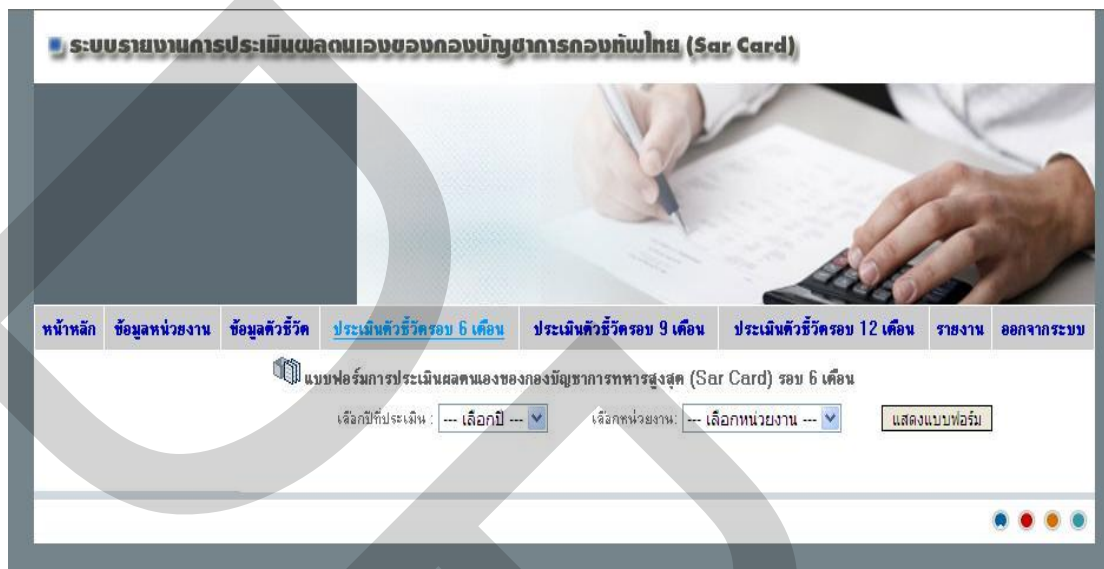 ระบบรายงานการประเมินผลตนเองของกองบัญชาการกองทัพไทย (Sar Card)
หน้าหลัก ข้อมูลหน่วยงาน ข้อมูลตัวชี้วัด ประเมินตัวชี้วัดรอบ 6 เดือน ประเมินตัวชี้วัดรอบ 9 เดือน ประเมินตัวชี้วัดรอบ 12 เดือน รายงาน ออกจากระบบ
แบบฟอร์มการประเมินผลตนเองของกองบัญชาการทหารสูงสุด (Sar Card) รอบ 6 เดือน
เลือกปีที่ประเมิน : --- เลือกปี --- เลือกหน่วยงาน: --- เลือกหน่วยงาน --- แสดงแบบฟอร์ม